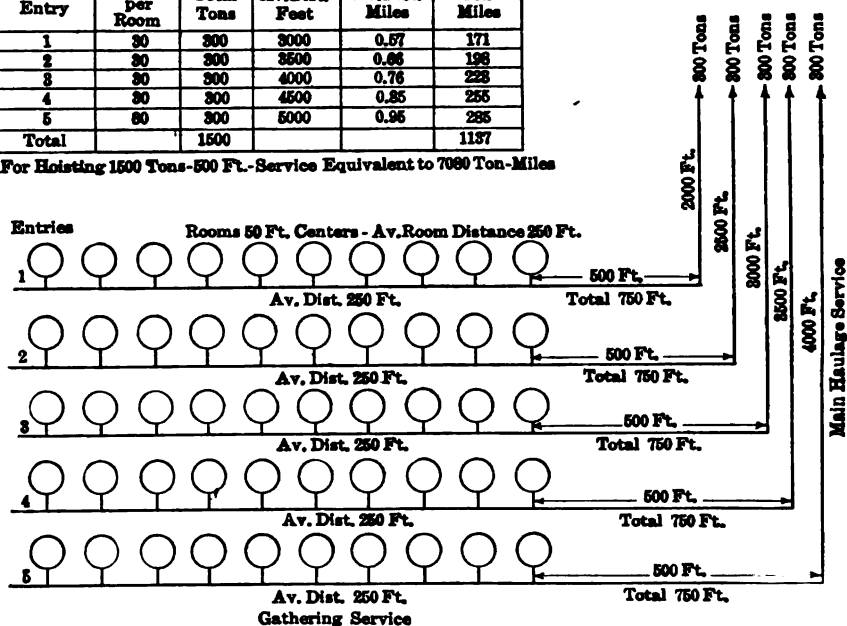 Entry per Room Tons Feet Miles Miles
1 30 300 3000 0.57 171
2 30 300 3500 0.66 198
3 30 300 4000 0.76 228
4 30 300 4500 0.85 255
5 30 300 5000 0.95 285
Total 1500 1137
For Hoisting 1500 Tons-500 Ft.-Service Equivalent to 7080 Ton-Miles
300 Tons 300 Tons 300 Tons 300 Tons 300 Tons
2000 Ft. 2500 Ft. 3000 Ft. 3500 Ft. 4000 Ft.
Main Haulage Service
Entries Rooms 50 Ft. Centers - Av. Room Distance 250 Ft.
1 500 Ft.
Av. Dist. 250 Ft. Total 750 Ft.
2 500 Ft.
Av. Dist. 250 Ft. Total 750 Ft.
3 500 Ft.
Av. Dist. 250 Ft. Total 750 Ft.
4 500 Ft.
Av. Dist. 250 Ft. Total 750 Ft.
5 500 Ft.
Av. Dist. 250 Ft. Total 750 Ft.
Gathering Service